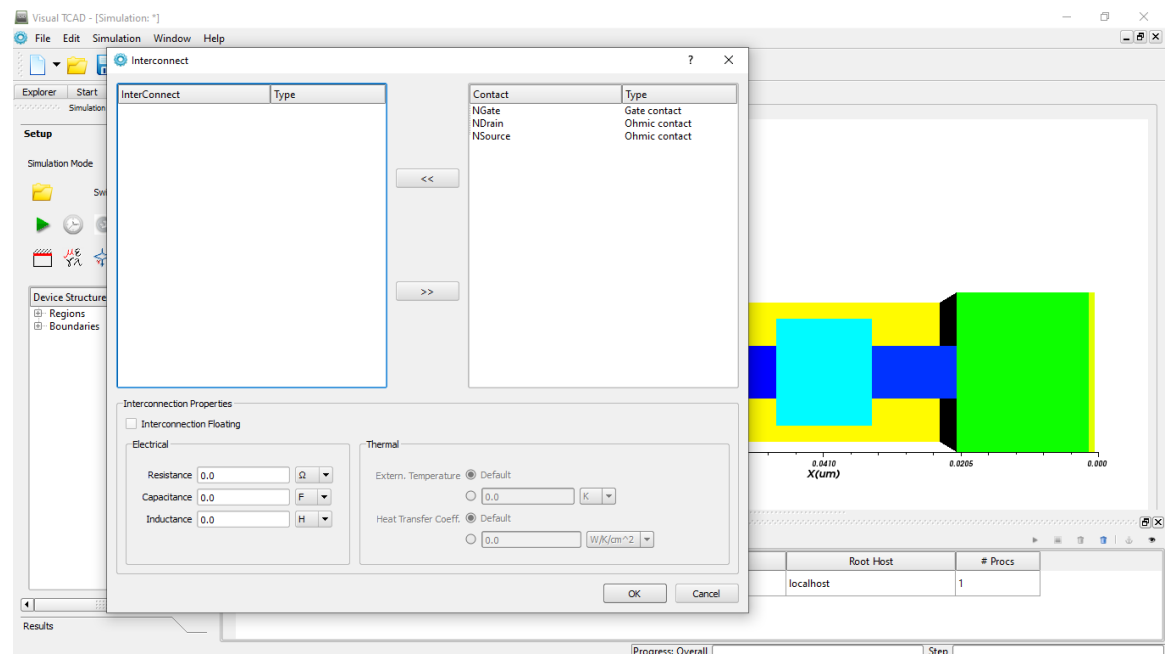 Visual TCAD - [Simulation: *]
File Edit Simulation Window Help
Interconnect
?
Explorer Start
Simulation
Setup
Simulation Mode
InterConnect Type
Contact Type
NGate Gate contact
NDrain Ohmic contact
NSource Ohmic contact
<<
>>
Device Structure
Regions
Boundaries
Interconnection Properties
Interconnection Floating
Electrical
Resistance 0.0 Ω
Capacitance 0.0 F
Inductance 0.0 H
Thermal
Extern. Temperature Default
0.0 K
Heat Transfer Coeff. Default
0.0 W/K/cm^2
OK Cancel
0.0410 0.0205 0.000
X(um)
Root Host # Procs
localhost 1
Results
Progress: Overall Step